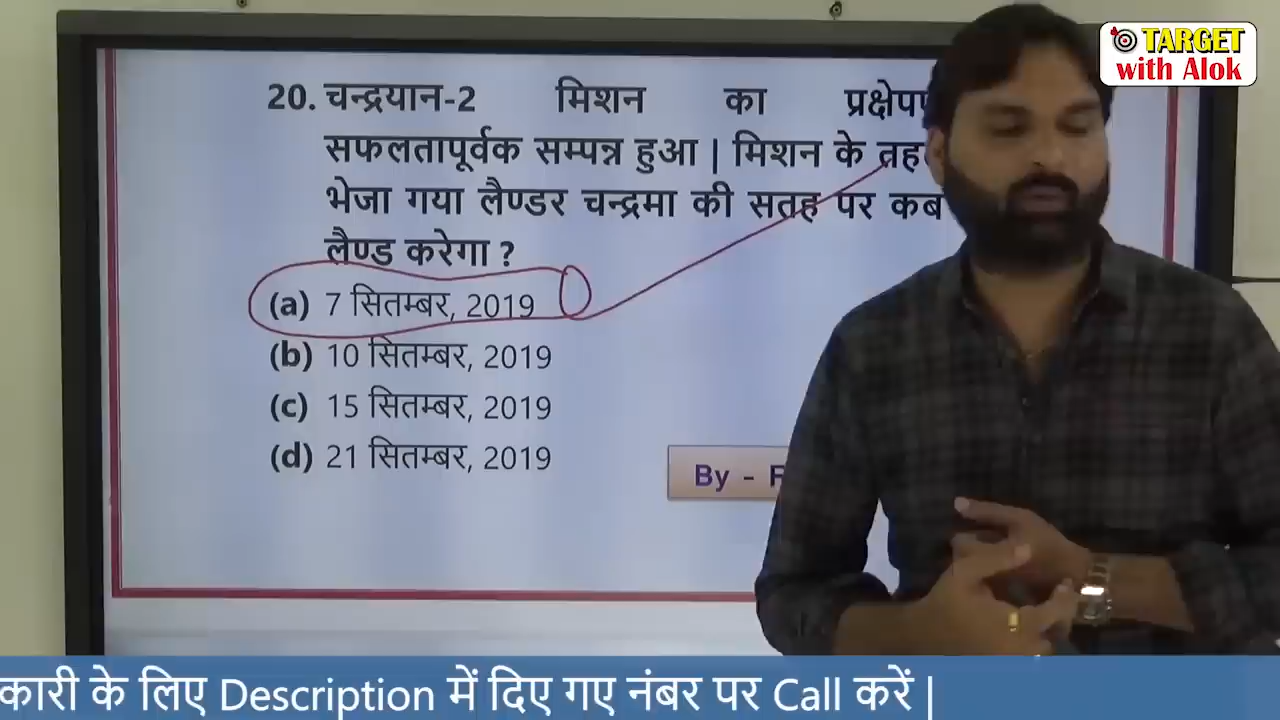 TARGET
with Alok
20. चन्द्रयान-2 मिशन का
सफलतापूर्वक सम्पन्न हुआ | मिशन के
भेजा गया लैण्डर चन्द्रमा की सतह पर कब
लैण्ड करेगा ?
(a) 7 सितम्बर, 2019
(b) 10 सितम्बर, 2019
(c) 15 सितम्बर, 2019
(d) 21 सितम्बर, 2019
By -
के लिए Description में दिए गए नंबर पर Call करें |